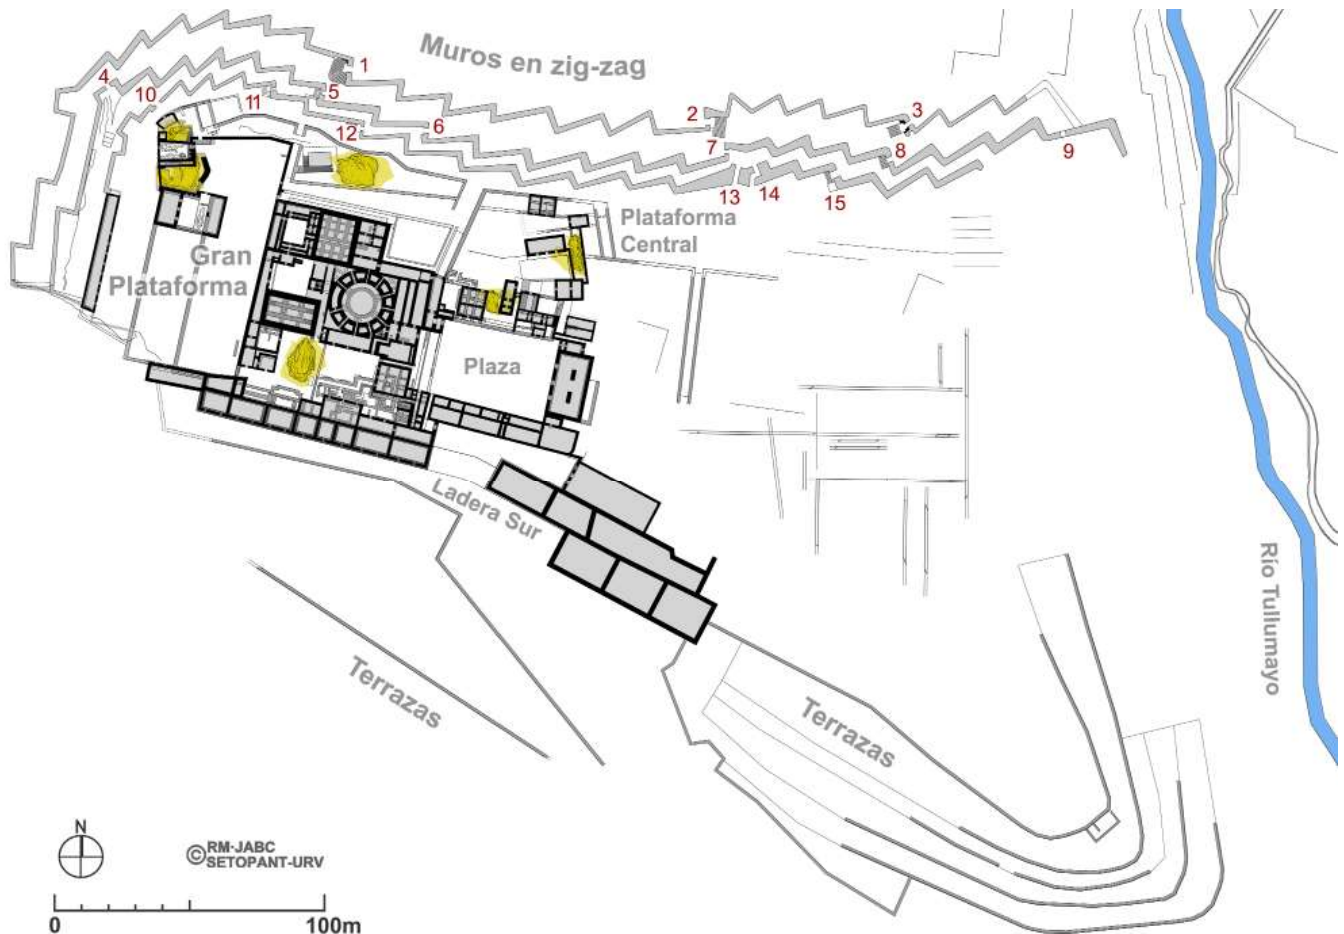 Muros en zig-zag
1
2
3
4
5
6
7
8
9
10
11
12
13
14
15
Gran
Plataforma
Plataforma
Central
Plaza
Ladera Sur
Terrazas
Terrazas
Río Tullumayo
N
©RM-JABC
SETOPANT-URV
0 100m